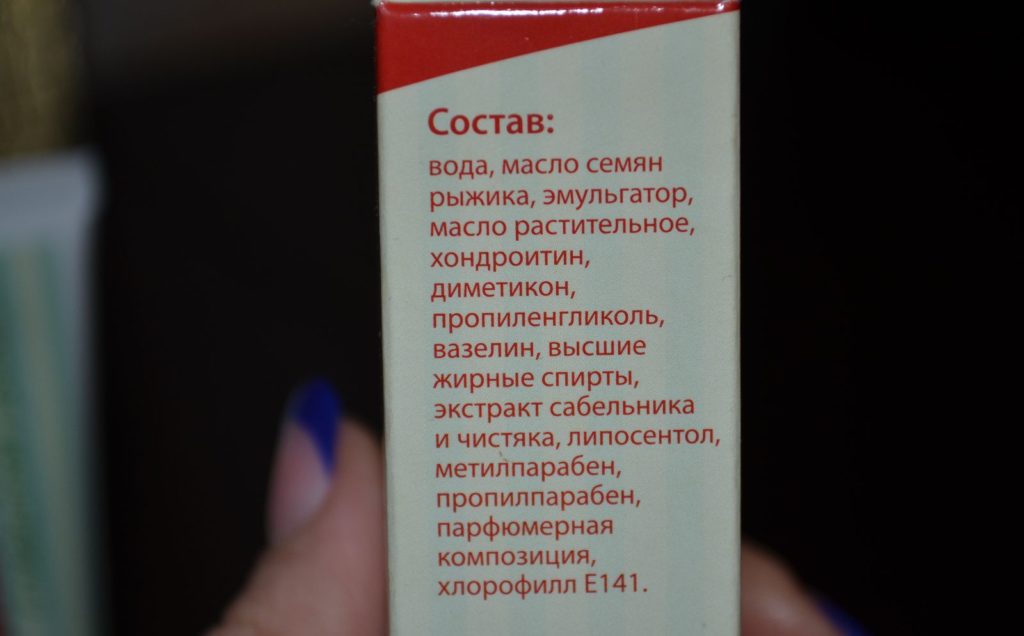 Состав:
вода, масло семян
рыжика, эмульгатор,
масло растительное,
хондроитин,
диметикон,
пропиленгликоль,
вазелин, высшие
жирные спирты,
экстракт сабельника
и чистяка, липосентол,
метилпарабен,
пропилпарабен,
парфюмерная
композиция,
хлорофилл Е141.